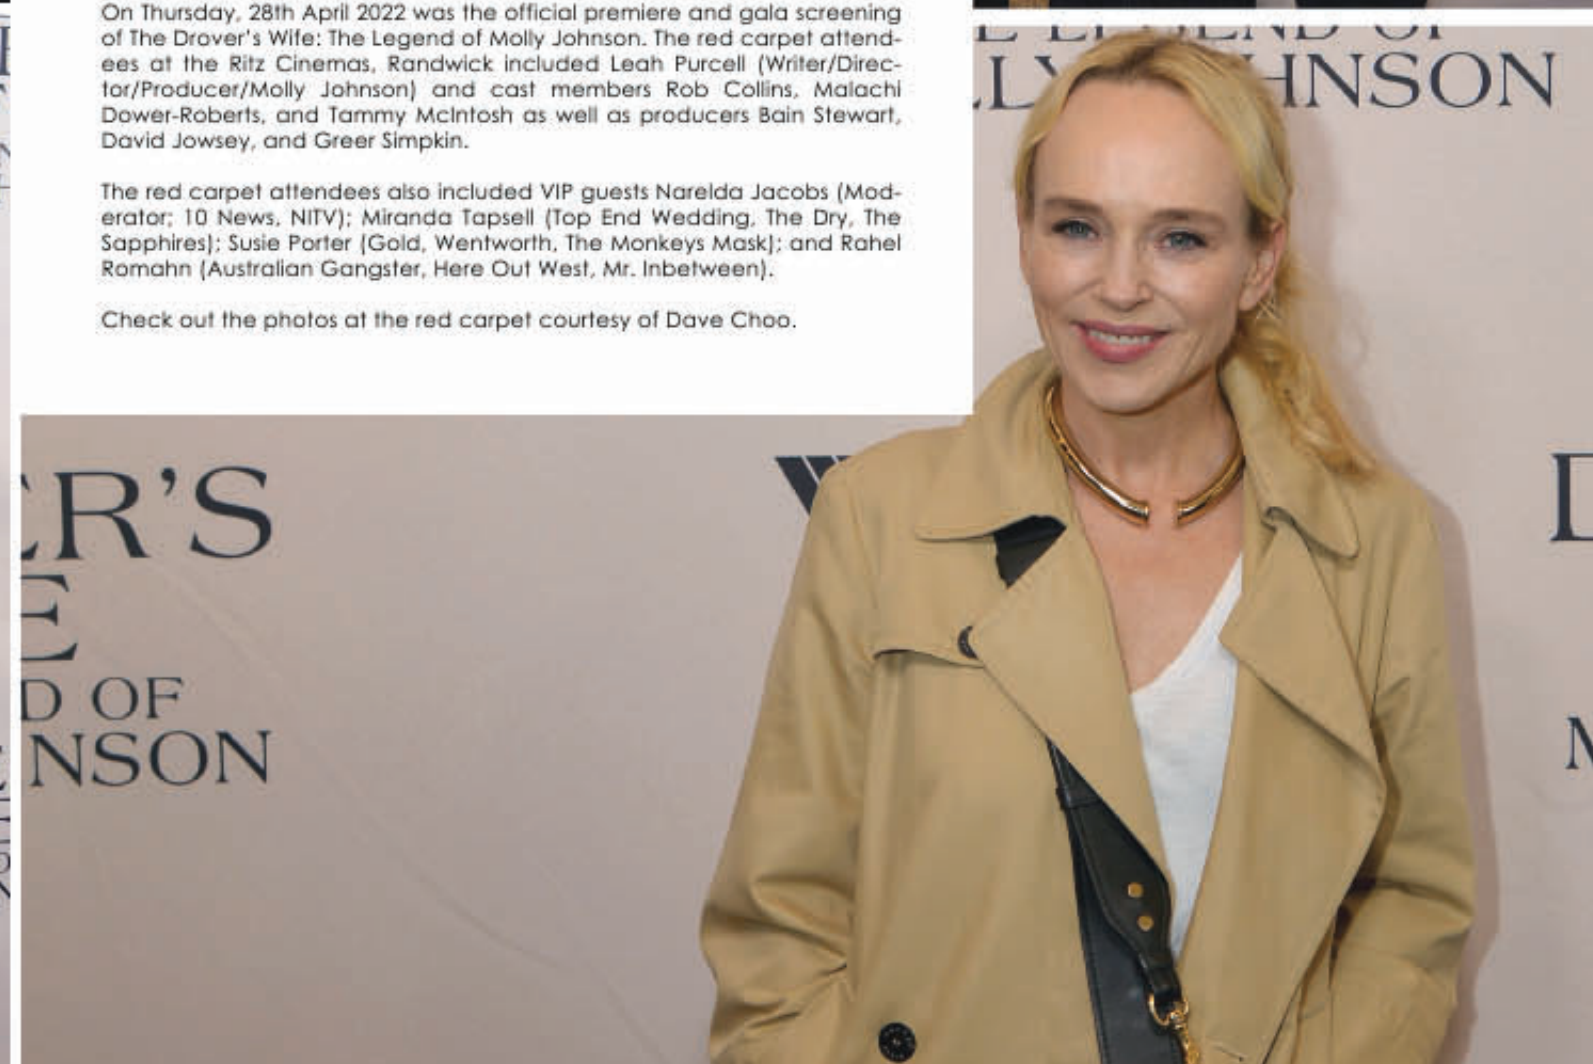 On Thursday, 28th April 2022 was the official premiere and gala screening
of The Drover's Wife: The Legend of Molly Johnson. The red carpet attend-
ees at the Ritz Cinemas, Randwick included Leah Purcell (Writer/Direc-
tor/Producer/Molly Johnson) and cast members Rob Collins, Malachi
Dower-Roberts, and Tammy McIntosh as well as producers Bain Stewart,
David Jowsey, and Greer Simpkin.
The red carpet attendees also included VIP guests Narelda Jacobs (Mod-
erator; 10 News, NITV); Miranda Tapsell (Top End Wedding, The Dry, The
Sapphires); Susie Porter (Gold, Wentworth, The Monkeys Mask); and Rahel
Romahn (Australian Gangster, Here Out West, Mr. Inbetween).
Check out the photos at the red carpet courtesy of Dave Choo.
HNSON
ER'S
E
D OF
NSON